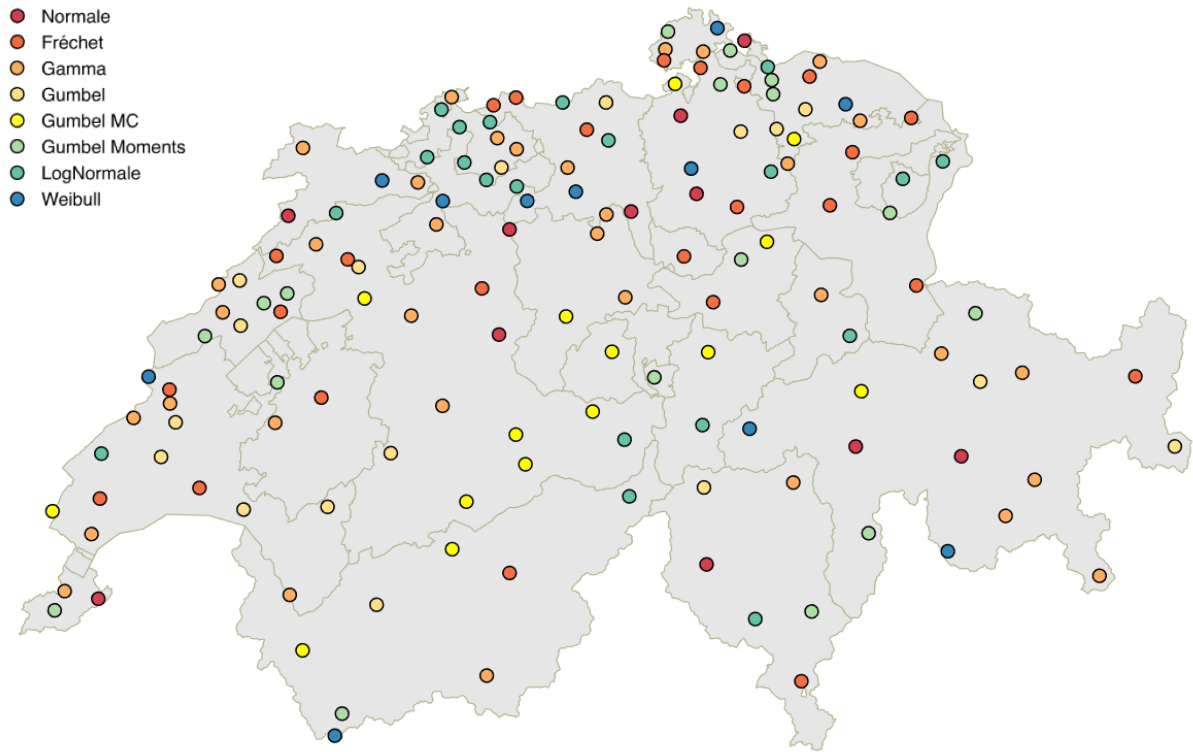 Normale
Fréchet
Gamma
Gumbel
Gumbel MC
Gumbel Moments
LogNormale
Weibull